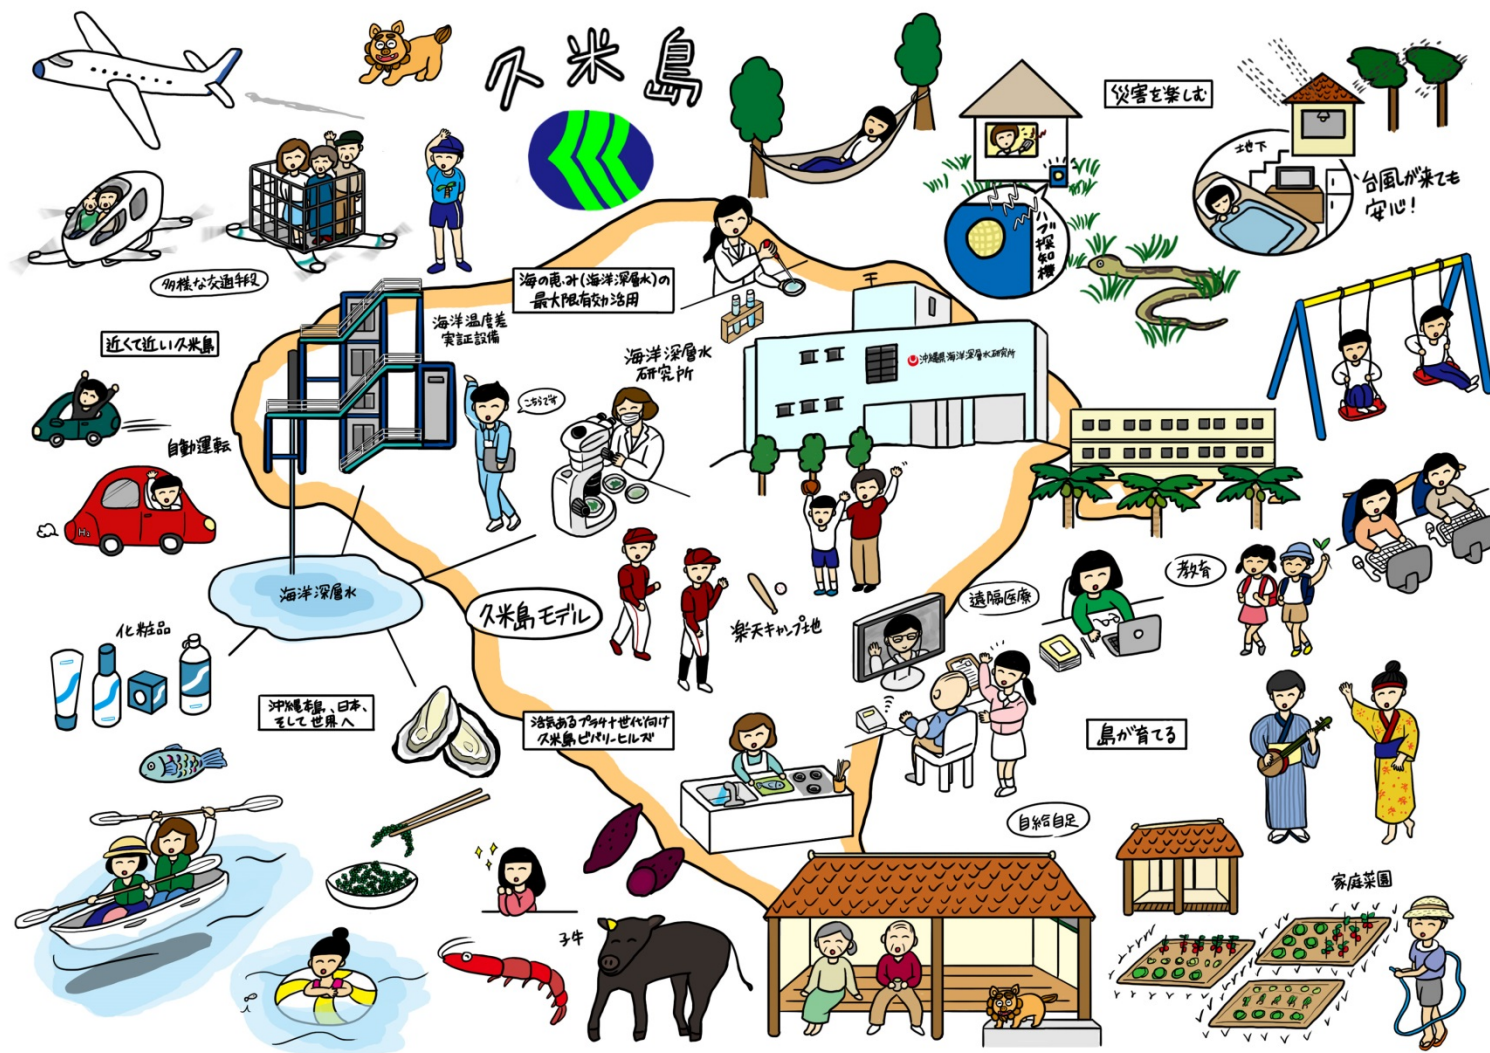 久米島
災害を楽しむ
地下
台風が来ても
安心！
ハブ探知機
多様な交通手段
海の恵み(海洋深層水)の
最大限有効活用
海洋温度差
実証設備
近くて近い久米島
海洋深層水
研究所
沖縄県海洋深層水研究所
こちらです
自動運転
H2
海洋深層水
久米島モデル
楽天キャンプ地
遠隔医療
教育
化粧品
沖縄本島、日本、
そして世界へ
活気あるプラチナ世代向け
久米島ビバリーヒルズ
島が育てる
自給自足
家庭菜園
子牛